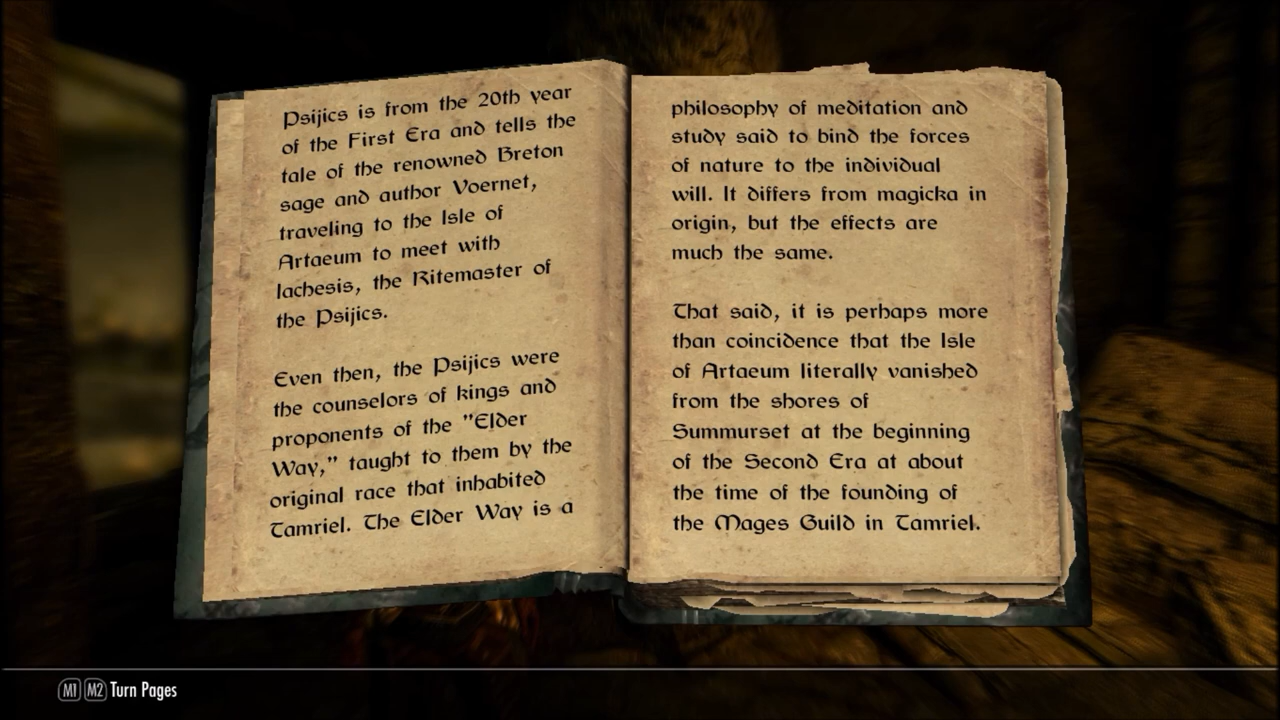 Psijics is from the 20th year
of the First Era and tells the
tale of the renowned Breton
sage and author Voernet,
traveling to the Isle of
Artaeum to meet with
lachesis, the Ritemaster of
the Psijics.
Even then, the Psijics were
the counselors of kings and
proponents of the "Elder
Way," taught to them by the
original race that inhabited
Tamriel. The Elder Way is a
philosophy of meditation and
study said to bind the forces
of nature to the individual
will. It differs from magicka in
origin, but the effects are
much the same.
That said, it is perhaps more
than coincidence that the Isle
of Artaeum literally vanished
from the shores of
Summurset at the beginning
of the Second Era at about
the time of the founding of
the Mages Guild in Tamriel.
M1 M2 Turn Pages